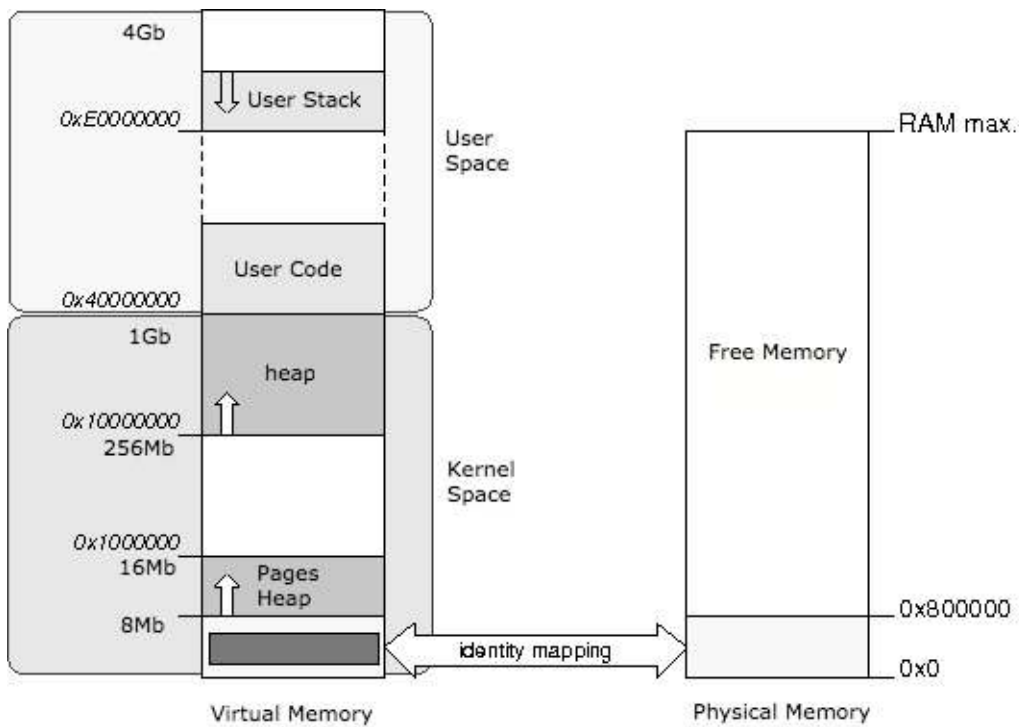 4Gb
User Stack
0xE0000000
User
Space
User Code
0x40000000
1Gb
heap
0x10000000
256Mb
Kernel
Space
0x1000000
16Mb
Pages
Heap
8Mb
identity mapping
Virtual Memory
RAM max.
Free Memory
0x800000
0x0
Physical Memory